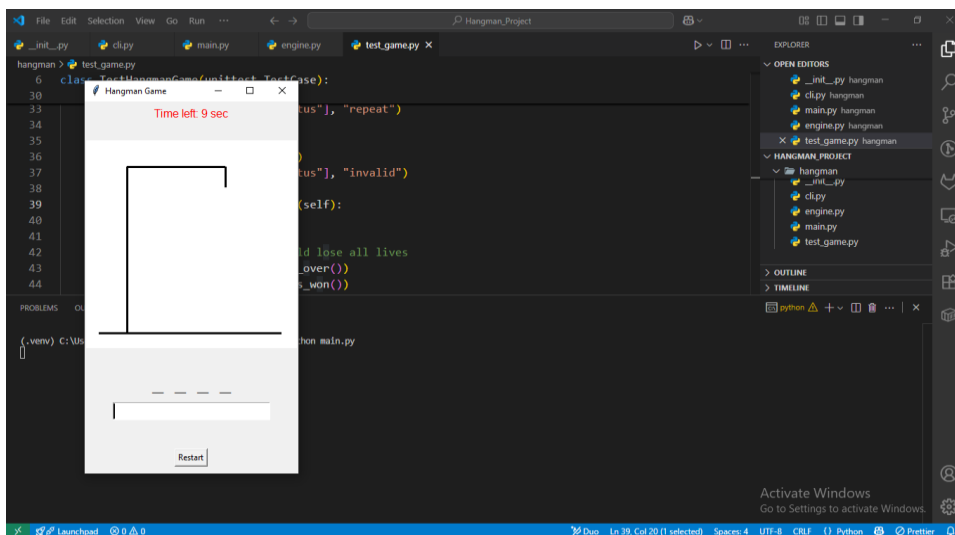 File Edit Selection View Go Run ··· Hangman_Project
__init__.py cli.py main.py engine.py test_game.py
EXPLORER
hangman > test_game.py
OPEN EDITORS
__init__.py hangman
cli.py hangman
main.py hangman
engine.py hangman
test_game.py hangman
HANGMAN_PROJECT
hangman
__init__.py
cli.py
engine.py
main.py
test_game.py
OUTLINE
TIMELINE
6 class TestHangmanGame(unittest.TestCase):
30
33 tus"], "repeat")
34
35
36 )
37 tus"], "invalid")
38
39 (self):
40
41
42 ld lose all lives
43 _over())
44 s_won())
Hangman Game
Time left: 9 sec
_ _ _ _
Restart
PROBLEMS OU
python
(.venv) C:\Us hon main.py
Activate Windows
Go to Settings to activate Windows.
Launchpad 0 0 Duo Ln 39, Col 20 (1 selected) Spaces: 4 UTF-8 CRLF {} Python Prettier